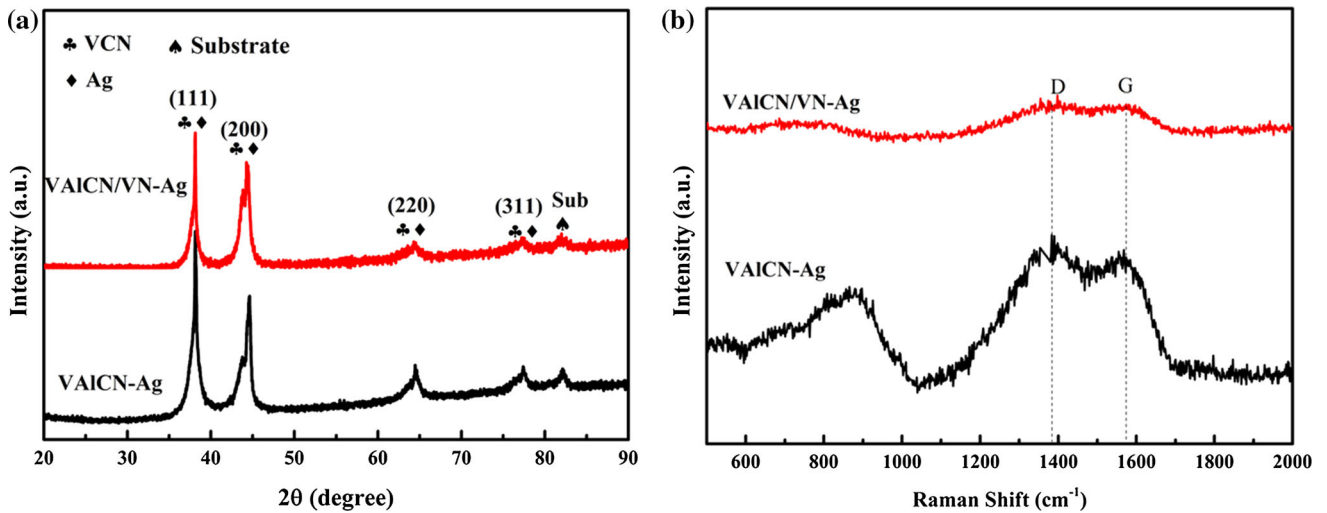 (a)
♣ VCN ♠ Substrate
♦ Ag
(111)
♣ ♦
(200)
♣ ♦
VAlCN/VN-Ag
(220)
♣ ♦
(311)
♣ ♦
Sub
♠
VAlCN-Ag
Intensity (a.u.)
20 30 40 50 60 70 80 90
2θ (degree)
(b)
D G
VAlCN/VN-Ag
VAlCN-Ag
Intensity (a.u.)
600 800 1000 1200 1400 1600 1800 2000
Raman Shift (cm⁻¹)